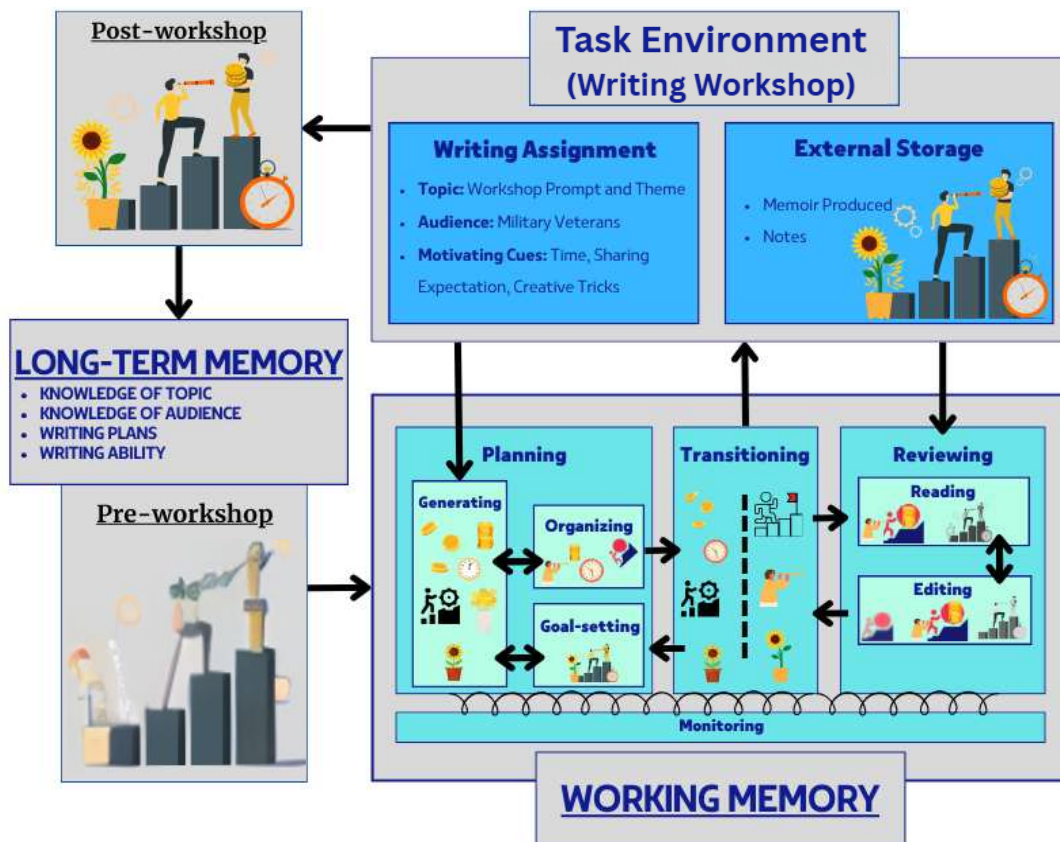 Post-workshop
Task Environment
(Writing Workshop)
Writing Assignment
• Topic: Workshop Prompt and Theme
• Audience: Military Veterans
• Motivating Cues: Time, Sharing
Expectation, Creative Tricks
External Storage
• Memoir Produced
• Notes
LONG-TERM MEMORY
• KNOWLEDGE OF TOPIC
• KNOWLEDGE OF AUDIENCE
• WRITING PLANS
• WRITING ABILITY
Pre-workshop
Planning
Generating
Organizing
Goal-setting
Transitioning
Reviewing
Reading
Editing
Monitoring
WORKING MEMORY